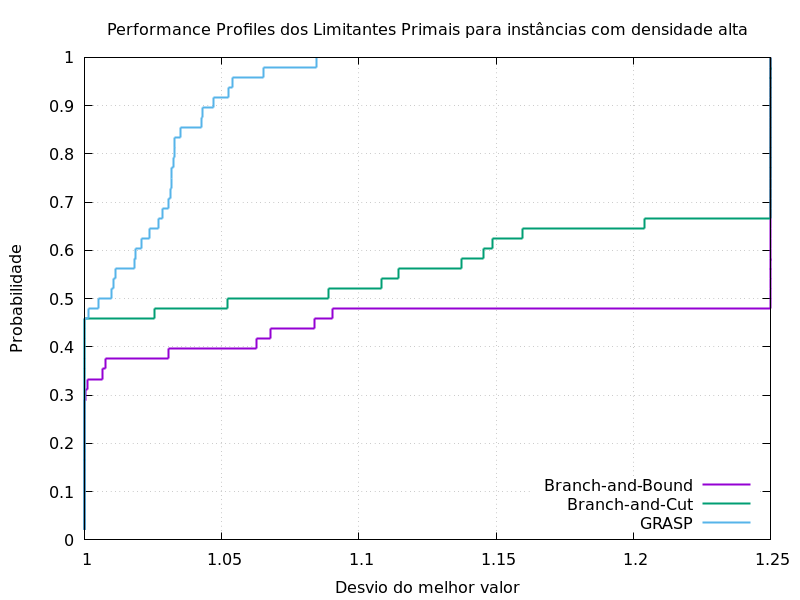 Performance Profiles dos Limitantes Primais para instâncias com densidade alta
1
0.9
0.8
0.7
0.6
0.5
0.4
0.3
0.2
0.1
0
Probabilidade
Branch-and-Bound
Branch-and-Cut
GRASP
1 1.05 1.1 1.15 1.2 1.25
Desvio do melhor valor